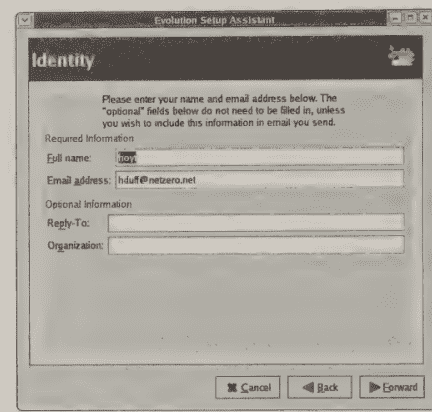 Evolution Setup Assistant
Identity
Please enter your name and email address below. The
"optional" fields below do not need to be filled in, unless
you wish to include this information in email you send.
Required Information
Full name: hoyt
Email address: hduff@netzero.net
Optional Information
Reply-To:
Organization:
Cancel Back Forward